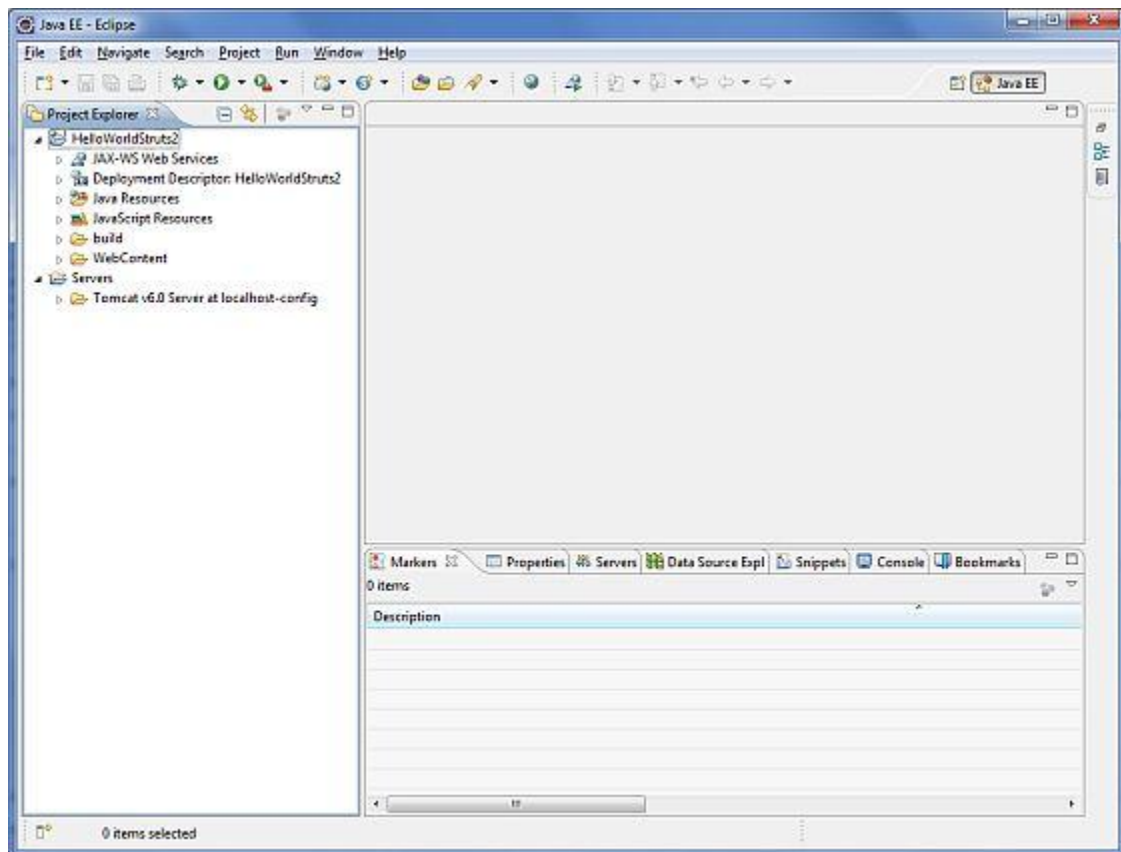 Java EE - Eclipse
File Edit Navigate Search Project Run Window Help
Java EE
Project Explorer
HelloWorldStruts2
JAX-WS Web Services
Deployment Descriptor: HelloWorldStruts2
Java Resources
JavaScript Resources
build
WebContent
Servers
Tomcat v6.0 Server at localhost-config
Markers Properties Servers Data Source Expl Snippets Console Bookmarks
0 items
Description
0 items selected